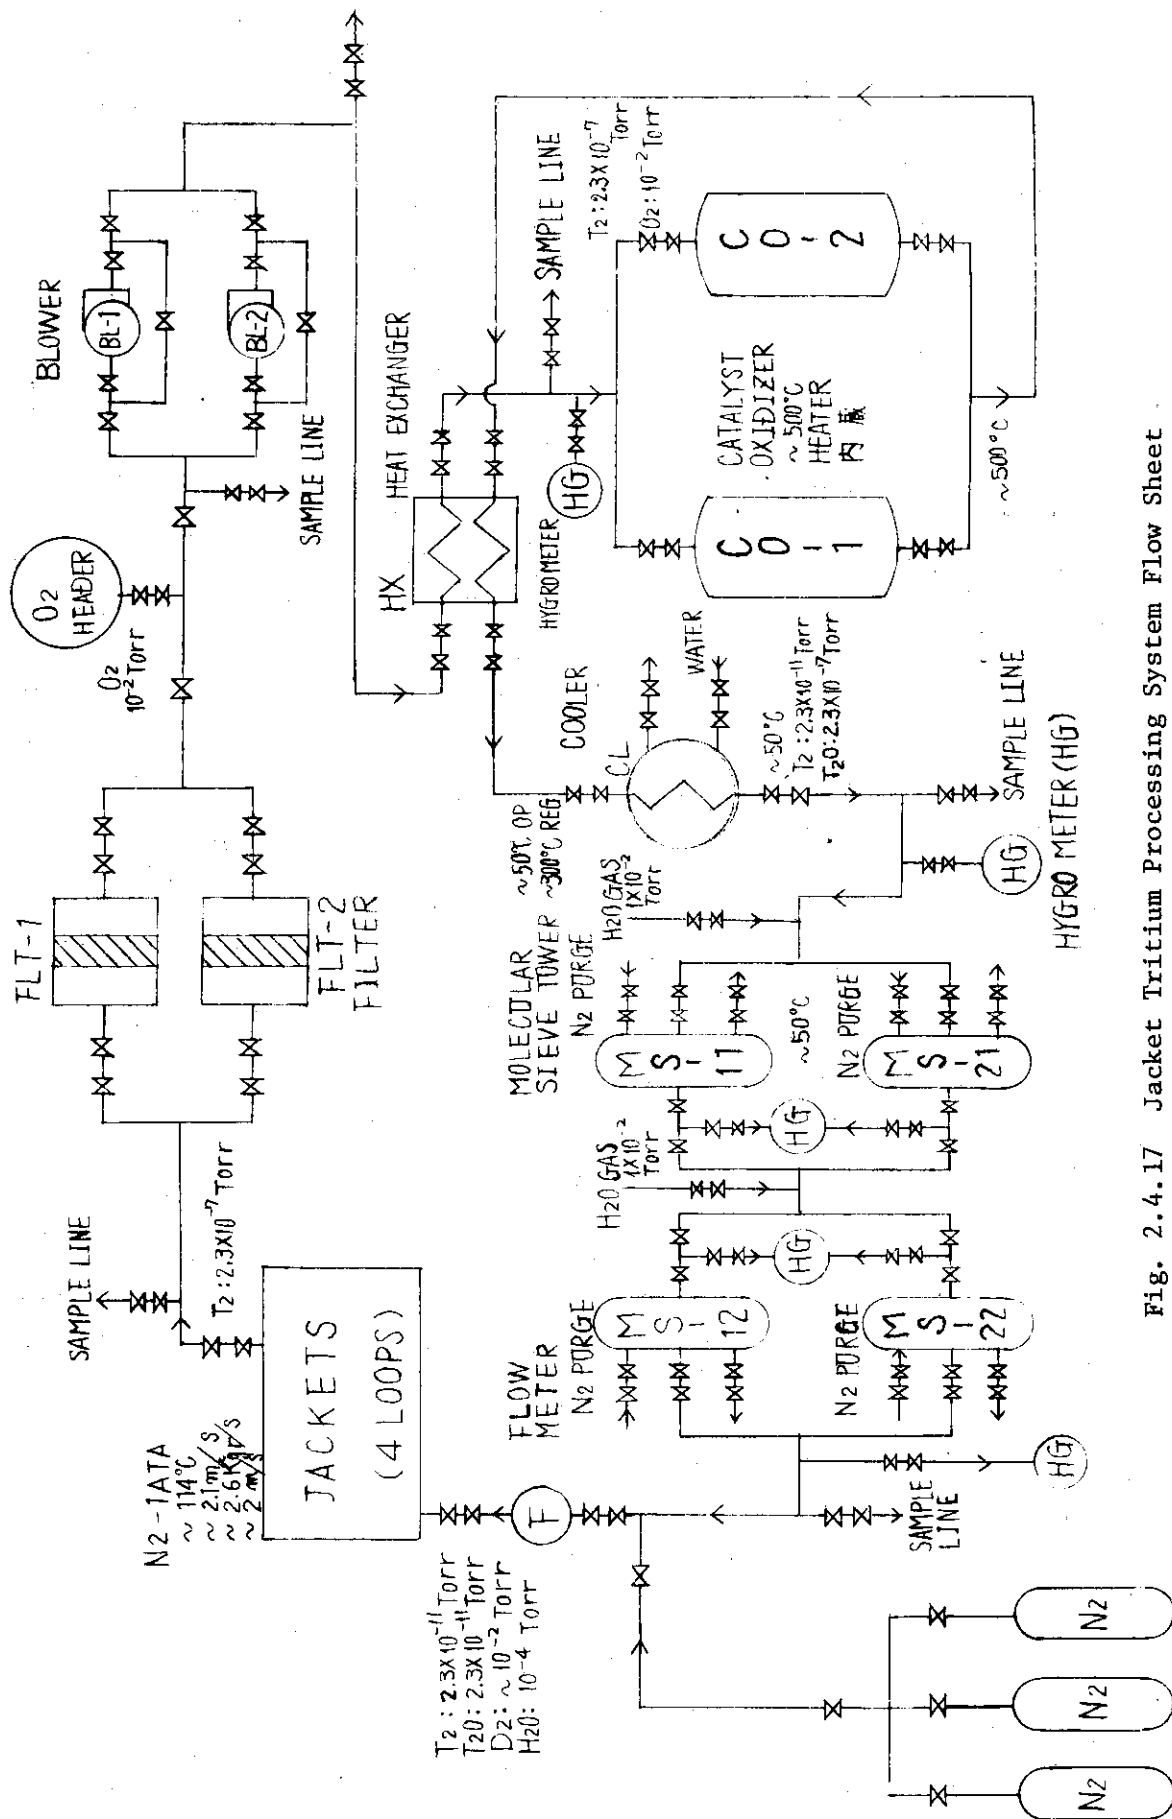 BLOWER
BL-1
BL-2
SAMPLE LINE
O2
HEADER
O2
10⁻² Torr
FLT-1
FLT-2
FILTER
SAMPLE LINE
T2 : 2.3X10⁻⁷ Torr
N2-1ATA
~114°C
~2.1m³/S
~2.6Kg/S
~2 m/s
JACKETS
(4 LOOPS)
HEAT EXCHANGER
HX
HYGROMETER
HG
SAMPLE LINE
T2 : 2.3X10⁻⁷
Torr
O2 : 10⁻² Torr
CO-1
CO-2
CATALYST
OXIDIZER
~500°C
HEATER
内蔵
~500°C
COOLER
CL
WATER
~50°C
T2 : 2.3X10⁻¹¹ Torr
T2O : 2.3X10⁻⁷ Torr
SAMPLE LINE
HG
HYGRO METER (HG)
MOLECULAR
SIEVE TOWER
~50°C OP
~300°C REG
H2O GAS
1X10⁻²
Torr
N2 PURGE
MS-11
~50°C
N2 PURGE
MS-21
HG
H2O GAS
1X10⁻²
Torr
HG
N2 PURGE
MS-12
N2 PURGE
MS-22
FLOW
METER
F
HG
SAMPLE
LINE
T2 : 2.3X10⁻¹¹ Torr
T2O : 2.3X10⁻¹¹ Torr
D2 : ~10⁻² Torr
H2O : 10⁻⁴ Torr
N2
N2
N2
Fig. 2.4.17 Jacket Tritium Processing System Flow Sheet